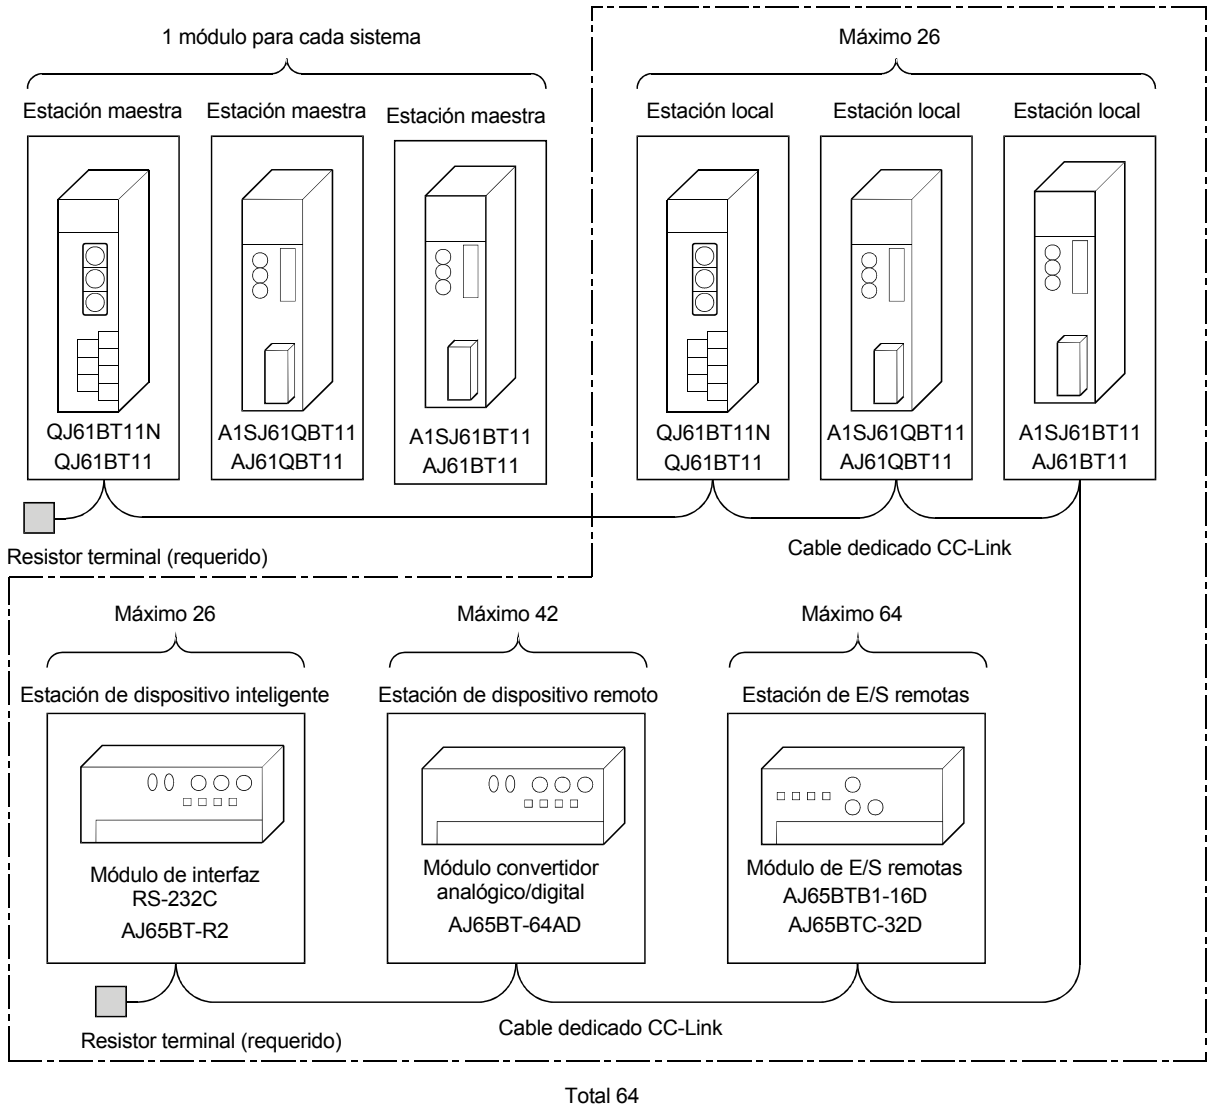 1 módulo para cada sistema
Máximo 26
Estación maestra
Estación maestra
Estación maestra
Estación local
Estación local
Estación local
QJ61BT11N
QJ61BT11
A1SJ61QBT11
AJ61QBT11
A1SJ61BT11
AJ61BT11
QJ61BT11N
QJ61BT11
A1SJ61QBT11
AJ61QBT11
A1SJ61BT11
AJ61BT11
Resistor terminal (requerido)
Cable dedicado CC-Link
Máximo 26
Máximo 42
Máximo 64
Estación de dispositivo inteligente
Estación de dispositivo remoto
Estación de E/S remotas
Módulo de interfaz
RS-232C
AJ65BT-R2
Módulo convertidor
analógico/digital
AJ65BT-64AD
Módulo de E/S remotas
AJ65BTB1-16D
AJ65BTC-32D
Resistor terminal (requerido)
Cable dedicado CC-Link
Total 64